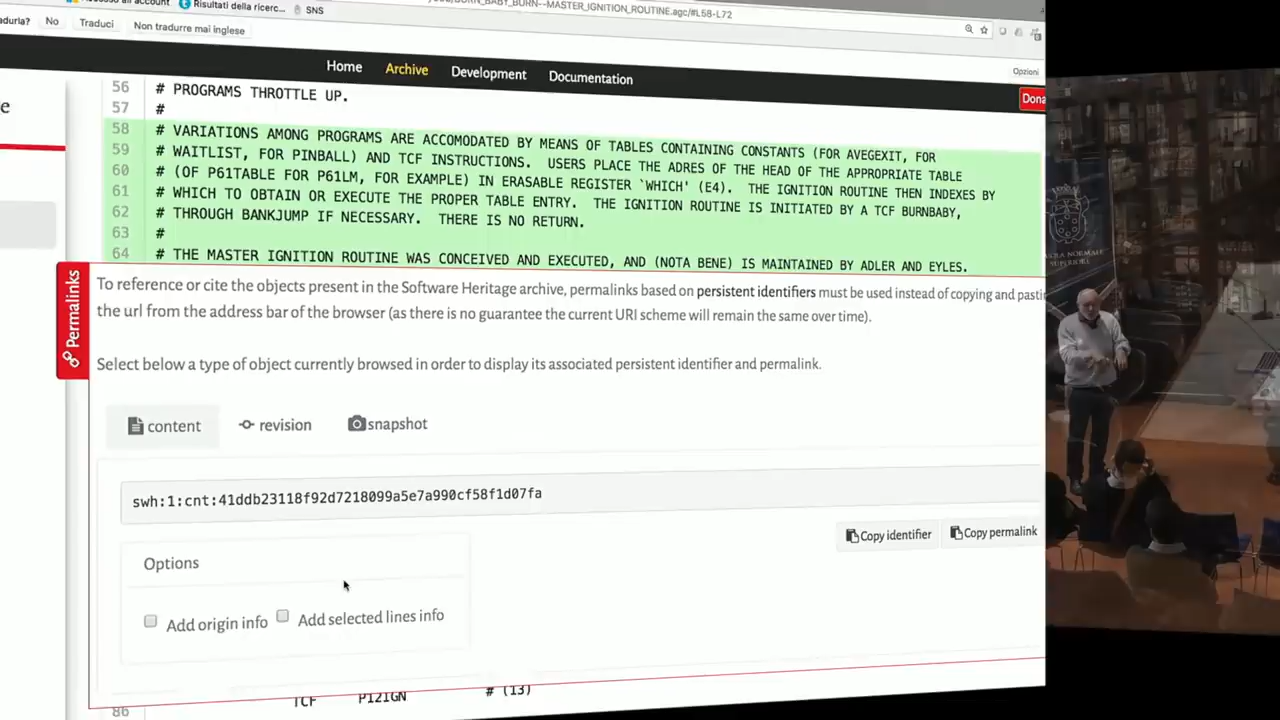 Risultati della ricerc...
SNS
BURN_BABY_BURN--MASTER_IGNITION_ROUTINE.agc/#L58-L72
No
Traduci
Non tradurre mai inglese
Opzioni
Home
Archive
Development
Documentation
Dona
e
56 # PROGRAMS THROTTLE UP.
57 #
58 # VARIATIONS AMONG PROGRAMS ARE ACCOMODATED BY MEANS OF TABLES CONTAINING CONSTANTS (FOR AVEGEXIT, FOR
59 # WAITLIST, FOR PINBALL) AND TCF INSTRUCTIONS. USERS PLACE THE ADRES OF THE HEAD OF THE APPROPRIATE TABLE
60 # (OF P61TABLE FOR P61LM, FOR EXAMPLE) IN ERASABLE REGISTER `WHICH' (E4). THE IGNITION ROUTINE THEN INDEXES BY
61 # WHICH TO OBTAIN OR EXECUTE THE PROPER TABLE ENTRY. THE IGNITION ROUTINE IS INITIATED BY A TCF BURNBABY,
62 # THROUGH BANKJUMP IF NECESSARY. THERE IS NO RETURN.
63 #
64 # THE MASTER IGNITION ROUTINE WAS CONCEIVED AND EXECUTED, AND (NOTA BENE) IS MAINTAINED BY ADLER AND EYLES.
Permalinks
To reference or cite the objects present in the Software Heritage archive, permalinks based on persistent identifiers must be used instead of copying and pasti
the url from the address bar of the browser (as there is no guarantee the current URI scheme will remain the same over time).
Select below a type of object currently browsed in order to display its associated persistent identifier and permalink.
content
revision
snapshot
swh:1:cnt:41ddb23118f92d7218099a5e7a990cf58f1d07fa
Copy identifier
Copy permalink
Options
Add origin info
Add selected lines info
TCF P12IGN # (13)
86
NORMALE
SUPERIORE